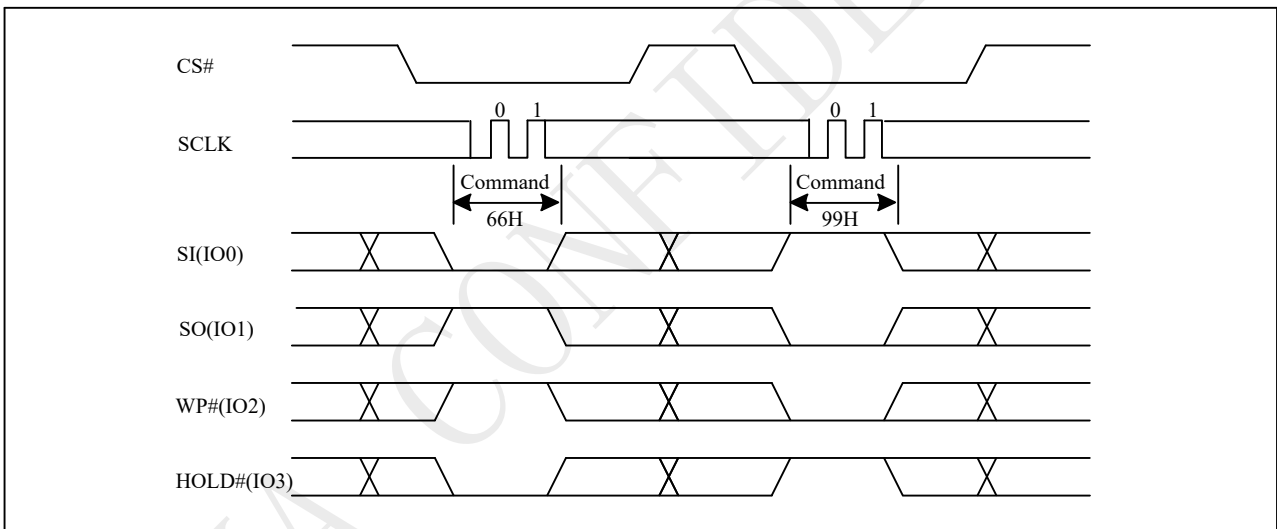 CS#
0 1 0 1
SCLK
Command Command
66H 99H
SI(IO0)
SO(IO1)
WP#(IO2)
HOLD#(IO3)